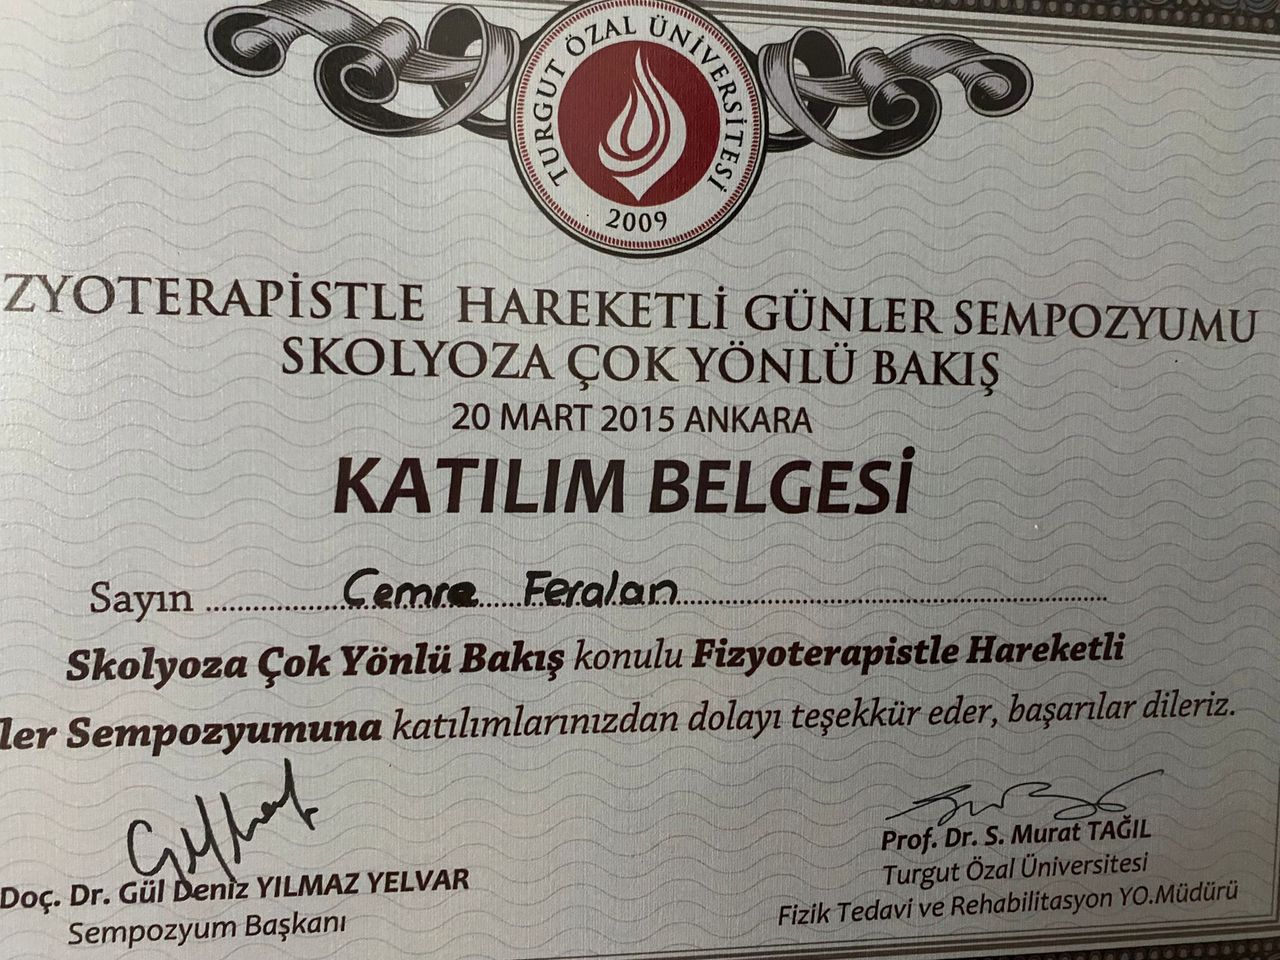 TURGUT ÖZAL ÜNİVERSİTESİ
2009
ZYOTERAPİSTLE HAREKETLİ GÜNLER SEMPOZYUMU
SKOLYOZA ÇOK YÖNLÜ BAKIŞ
20 MART 2015 ANKARA
KATILIM BELGESİ
Sayın ........ Cemre Feralan ........
Skolyoza Çok Yönlü Bakış konulu Fizyoterapistle Hareketli
ler Sempozyumuna katılımlarınızdan dolayı teşekkür eder, başarılar dileriz.
Doç. Dr. Gül Deniz YILMAZ YELVAR
Sempozyum Başkanı
Prof. Dr. S. Murat TAĞIL
Turgut Özal Üniversitesi
Fizik Tedavi ve Rehabilitasyon YO.Müdürü